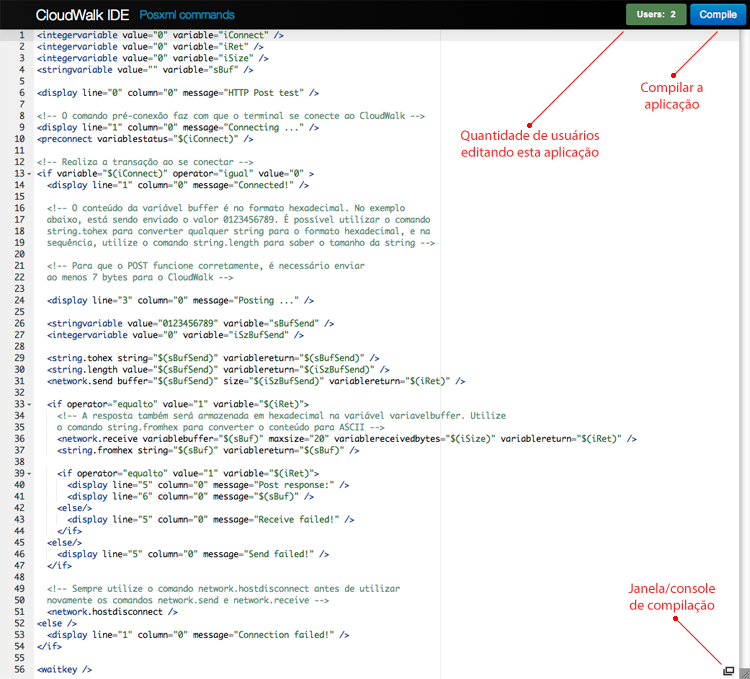 CloudWalk IDE Posxml commands Users: 2 Compile
1 <integervariable value="0" variable="iConnect" />
2 <integervariable value="0" variable="iRet" />
3 <integervariable value="0" variable="iSize" />
4 <stringvariable value="" variable="sBuf" />
5
6 <display line="0" column="0" message="HTTP Post test" />
7
8 <!-- O comando pré-conexão faz com que o terminal se conecte ao CloudWalk -->
9 <display line="1" column="0" message="Connecting ..." />
10 <preconnect variablestatus="$(iConnect)" />
11
12 <!-- Realiza a transação ao se conectar -->
13 <if variable="$(iConnect)" operator="igual" value="0" >
14 <display line="1" column="0" message="Connected!" />
15
16 <!-- O conteúdo da variável buffer é no formato hexadecimal. No exemplo
17 abaixo, está sendo enviado o valor 0123456789. É possível utilizar o comando
18 string.tohex para converter qualquer string para o formato hexadecimal, e na
19 sequência, utilize o comando string.length para saber o tamanho da string -->
20
21 <!-- Para que o POST funcione corretamente, é necessário enviar
22 ao menos 7 bytes para o CloudWalk -->
23
24 <display line="3" column="0" message="Posting ..." />
25
26 <stringvariable value="0123456789" variable="sBufSend" />
27 <integervariable value="0" variable="iSzBufSend" />
28
29 <string.tohex string="$(sBufSend)" variablereturn="$(sBufSend)" />
30 <string.length value="$(sBufSend)" variablereturn="$(iSzBufSend)" />
31 <network.send buffer="$(sBufSend)" size="$(iSzBufSend)" variablereturn="$(iRet)" />
32
33 <if operator="equalto" value="1" variable="$(iRet)">
34 <!-- A resposta também será armazenada em hexadecimal na variável variavelbuffer. Utilize
35 o comando string.fromhex para converter o conteúdo para ASCII -->
36 <network.receive variablebuffer="$(sBuf)" maxsize="20" variablereceivedbytes="$(iSize)" variablereturn="$(iRet)" />
37 <string.fromhex string="$(sBuf)" variablereturn="$(sBuf)" />
38
39 <if operator="equalto" value="1" variable="$(iRet)">
40 <display line="5" column="0" message="Post response:" />
41 <display line="6" column="0" message="$(sBuf)" />
42 <else/>
43 <display line="5" column="0" message="Receive failed!" />
44 </if>
45 <else/>
46 <display line="5" column="0" message="Send failed!" />
47 </if>
48
49 <!-- Sempre utilize o comando network.hostdisconnect antes de utilizar
50 novamente os comandos network.send e network.receive -->
51 <network.hostdisconnect />
52 <else />
53 <display line="1" column="0" message="Connection failed!" />
54 </if>
55
56 <waitkey />
Compilar a
aplicação
Quantidade de usuários
editando esta aplicação
Janela/console
de compilação